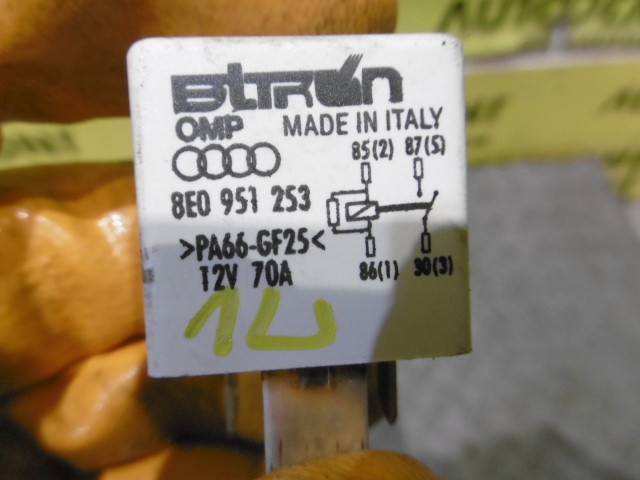 BITRON
OMP MADE IN ITALY
85(2) 87(5)
8E0 951 253
>PA66-GF25<
12V 70A
86(1) 30(3)
1U